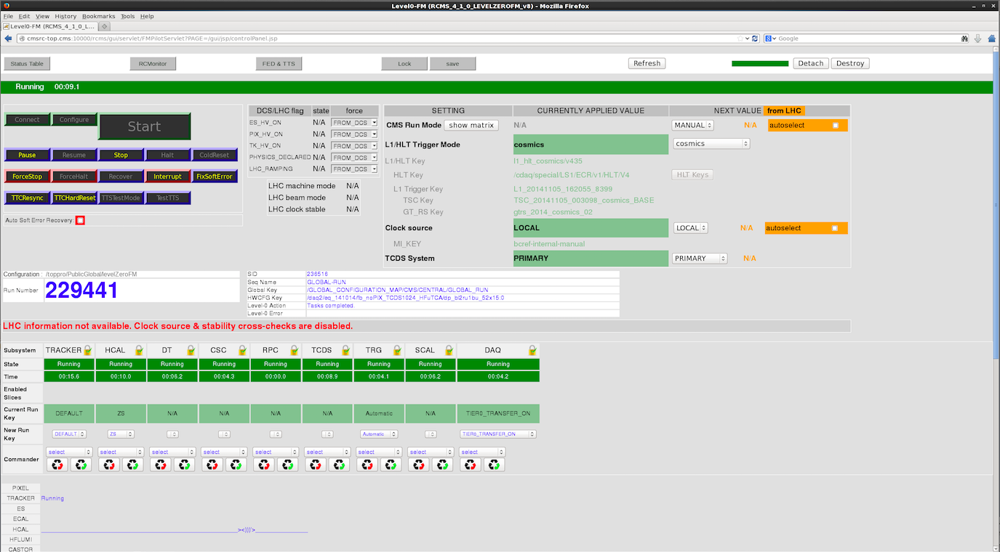 Level0-FM (RCMS_4_1_0_LEVELZEROFM_v8) - Mozilla Firefox
File Edit View History Bookmarks Tools Help
Level0-FM (RCMS_4_1_0_L...
cmsrc-top.cms:10000/rcms/gui/servlet/FMPilotServlet?PAGE=/gui/jsp/controlPanel.jsp
Google
Status Table RCMonitor FED & TTS Lock save Refresh Detach Destroy
Running 00:09.1
Connect Configure Start
Pause Resume Stop Halt ColdReset
ForceStop ForceHalt Recover Interrupt FixSoftError
TTCResync TTCHardReset TTSTestMode TestTTS
Auto Soft Error Recovery:
DCS/LHC flag state force
ES_HV_ON N/A FROM_DCS
PIX_HV_ON N/A FROM_DCS
TK_HV_ON N/A FROM_DCS
PHYSICS_DECLARED N/A FROM_DCS
LHC_RAMPING N/A FROM_DCS
LHC machine mode N/A
LHC beam mode N/A
LHC clock stable N/A
SETTING CURRENTLY APPLIED VALUE NEXT VALUE from LHC
CMS Run Mode show matrix N/A MANUAL N/A autoselect
L1/HLT Trigger Mode cosmics cosmics
L1/HLT Key l1_hlt_cosmics/v435
HLT Key /cdaq/special/LS1/ECR/v1/HLT/V4 HLT Keys
L1 Trigger Key L1_20141105_162055_8399
TSC Key TSC_20141105_003098_cosmics_BASE
GT_RS Key gtrs_2014_cosmics_02
Clock source LOCAL LOCAL N/A autoselect
MI_KEY bcref-internal-manual
TCDS System PRIMARY PRIMARY N/A
Configuration : /toppro/PublicGlobal/levelZeroFM
Run Number 229441
SID 236516
Seq Name GLOBAL-RUN
Global Key /GLOBAL_CONFIGURATION_MAP/CMS/CENTRAL/GLOBAL_RUN
HWCFG Key /daq2/eq_141014/fb_noPIX_TCDS1024_HFuTCA/dp_bl2ru1bu_52x15:0
Level-0 Action Tasks completed.
Level-0 Error
LHC information not available. Clock source & stability cross-checks are disabled.
Subsystem TRACKER HCAL DT CSC RPC TCDS TRG SCAL DAQ
State Running Running Running Running Running Running Running Running Running
Time 00:15.6 00:10.0 00:06.2 00:04.3 00:00.0 00:08.9 00:04.1 00:06.2 00:04.2
Enabled
Slices
Current Run
Key DEFAULT ZS N/A N/A N/A N/A Automatic N/A TIER0_TRANSFER_ON
New Run
Key DEFAULT ZS Automatic TIER0_TRANSFER_ON
Commander select select select select select select select select select
PIXEL
TRACKER Running
ES
ECAL
HCAL ______________________________><)))'>______________
HFLUMI
CASTOR